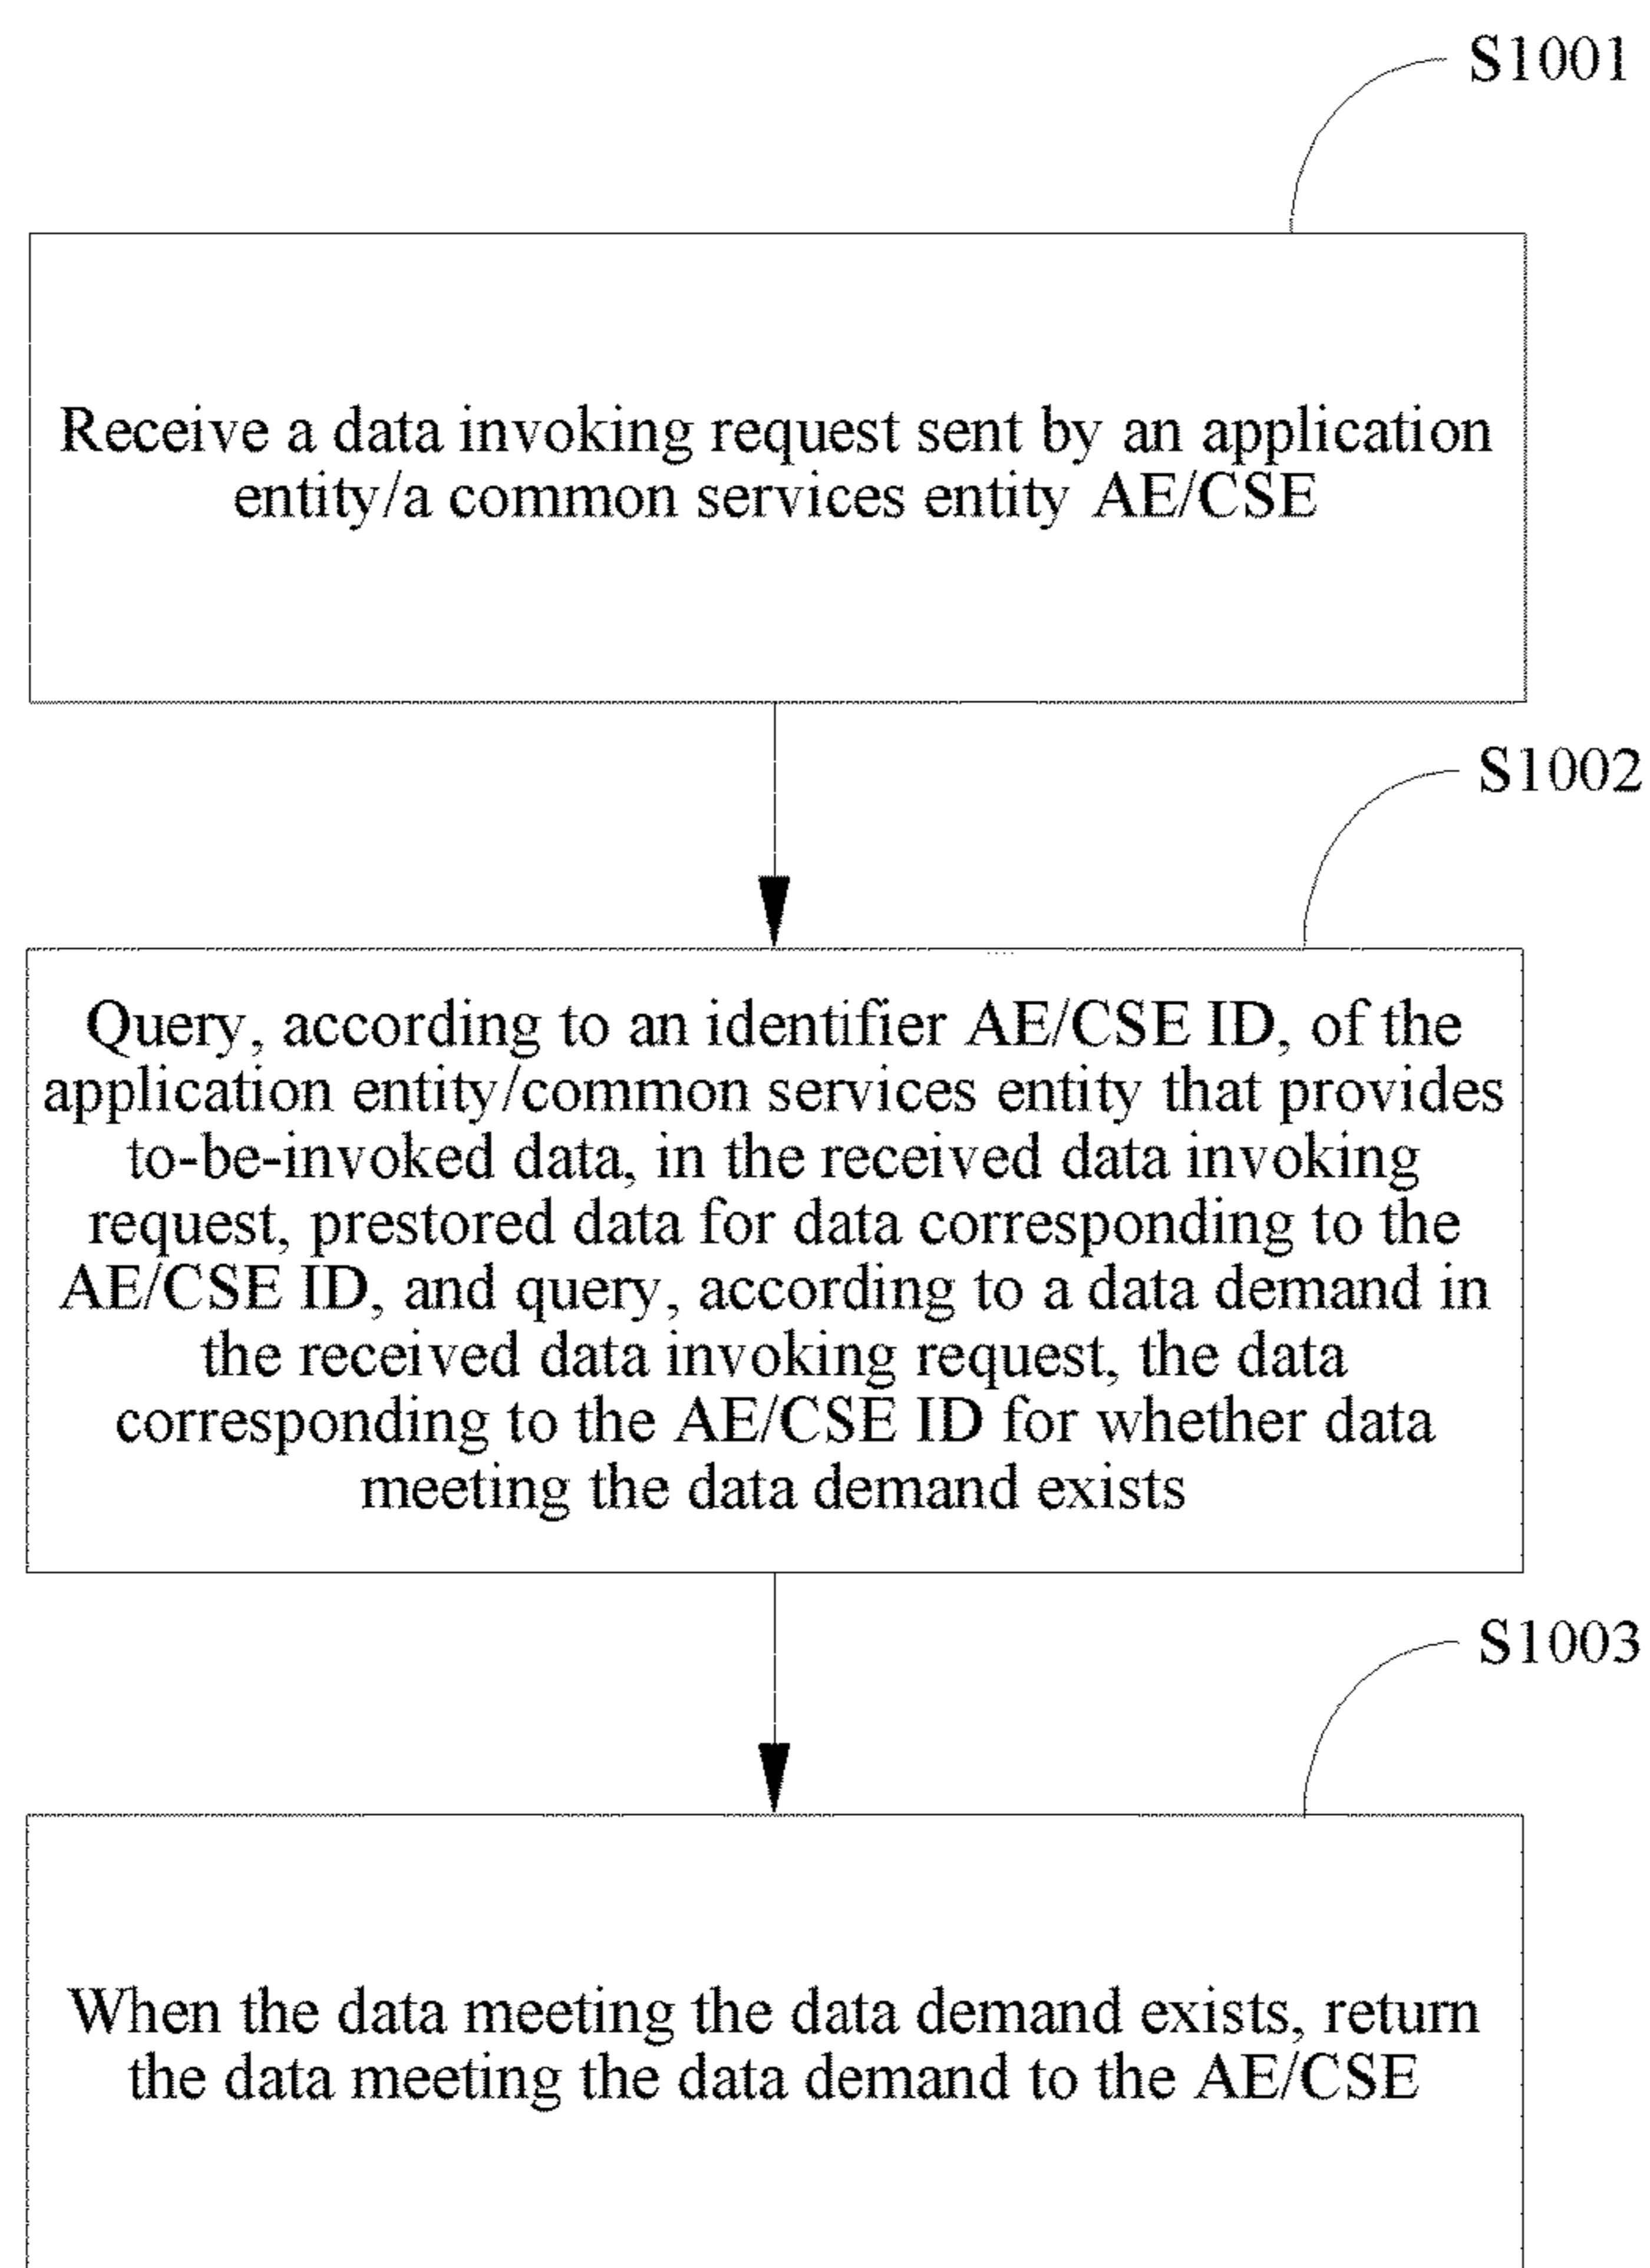 S1001
Receive a data invoking request sent by an application
entity/a common services entity AE/CSE
S1002
Query, according to an identifier AE/CSE ID, of the
application entity/common services entity that provides
to-be-invoked data, in the received data invoking
request, prestored data for data corresponding to the
AE/CSE ID, and query, according to a data demand in
the received data invoking request, the data
corresponding to the AE/CSE ID for whether data
meeting the data demand exists
S1003
When the data meeting the data demand exists, return
the data meeting the data demand to the AE/CSE